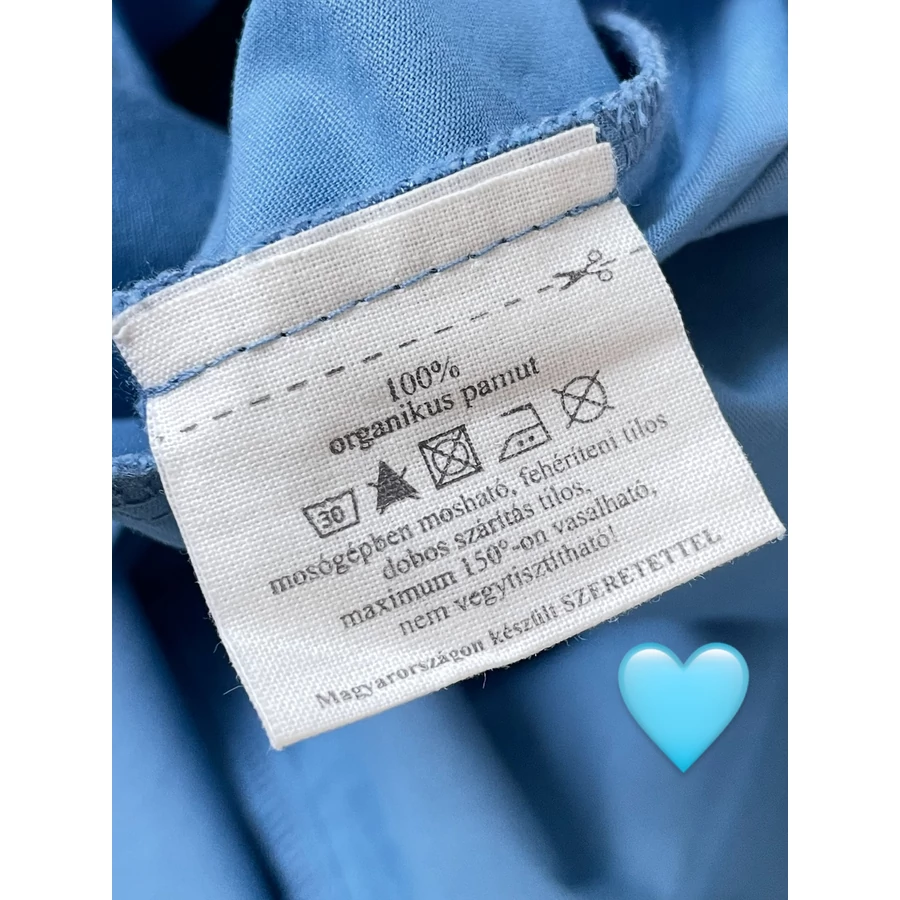 100%
organikus pamut
30
mosógépben mosható, fehéríteni tilos
dobos szárítás tilos,
maximum 150°-on vasalható,
nem vegytisztítható!
Magyarországon készült SZERETETTEL